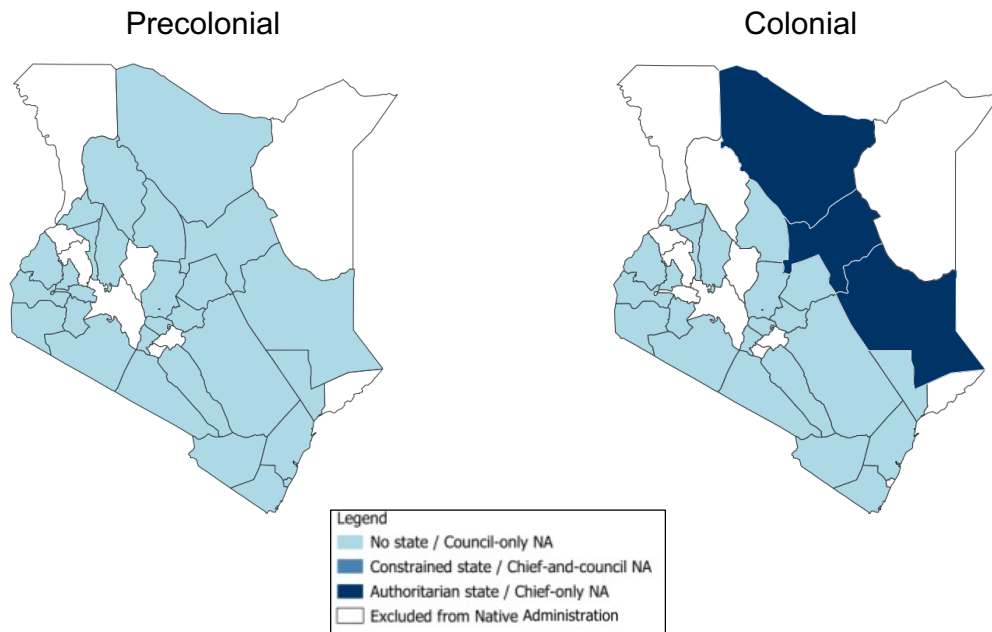 Precolonial
Colonial
Legend
No state / Council-only NA
Constrained state / Chief-and-council NA
Authoritarian state / Chief-only NA
Excluded from Native Administration